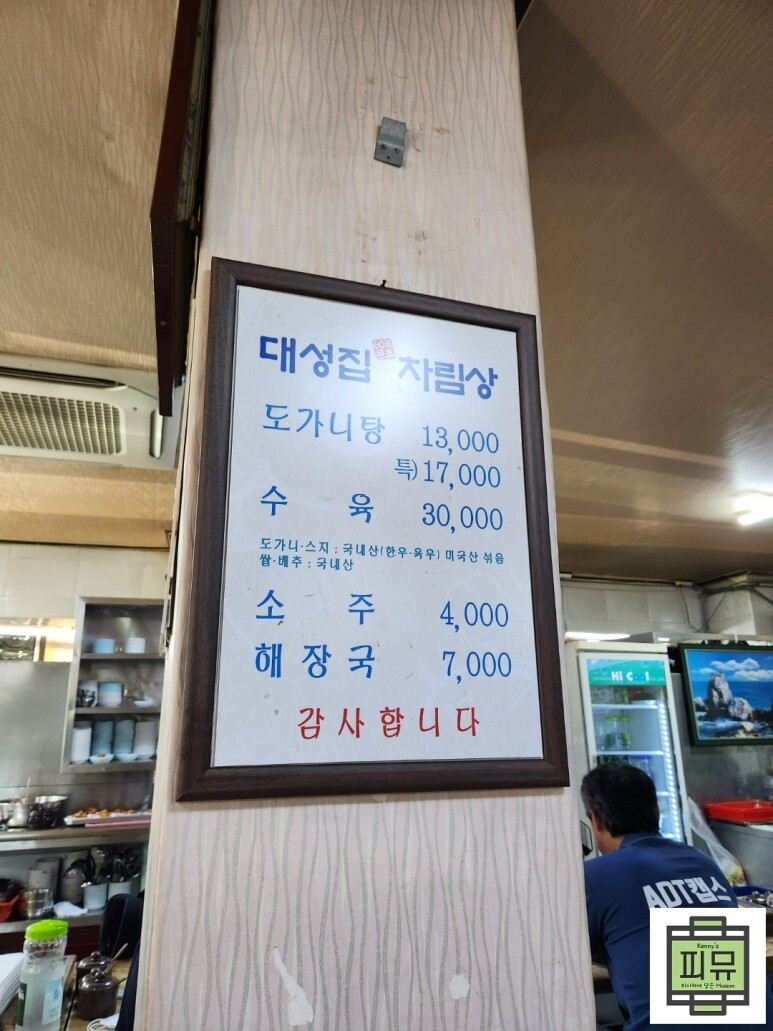 대성집 차림상
도가니탕 13,000
특)17,000
수 육 30,000
도가니·스지 : 국내산(한우·육우) 미국산 섞음
쌀·배추 : 국내산
소 주 4,000
해 장 국 7,000
감 사 합 니 다
ADT캡스
Kenny's
피뮤